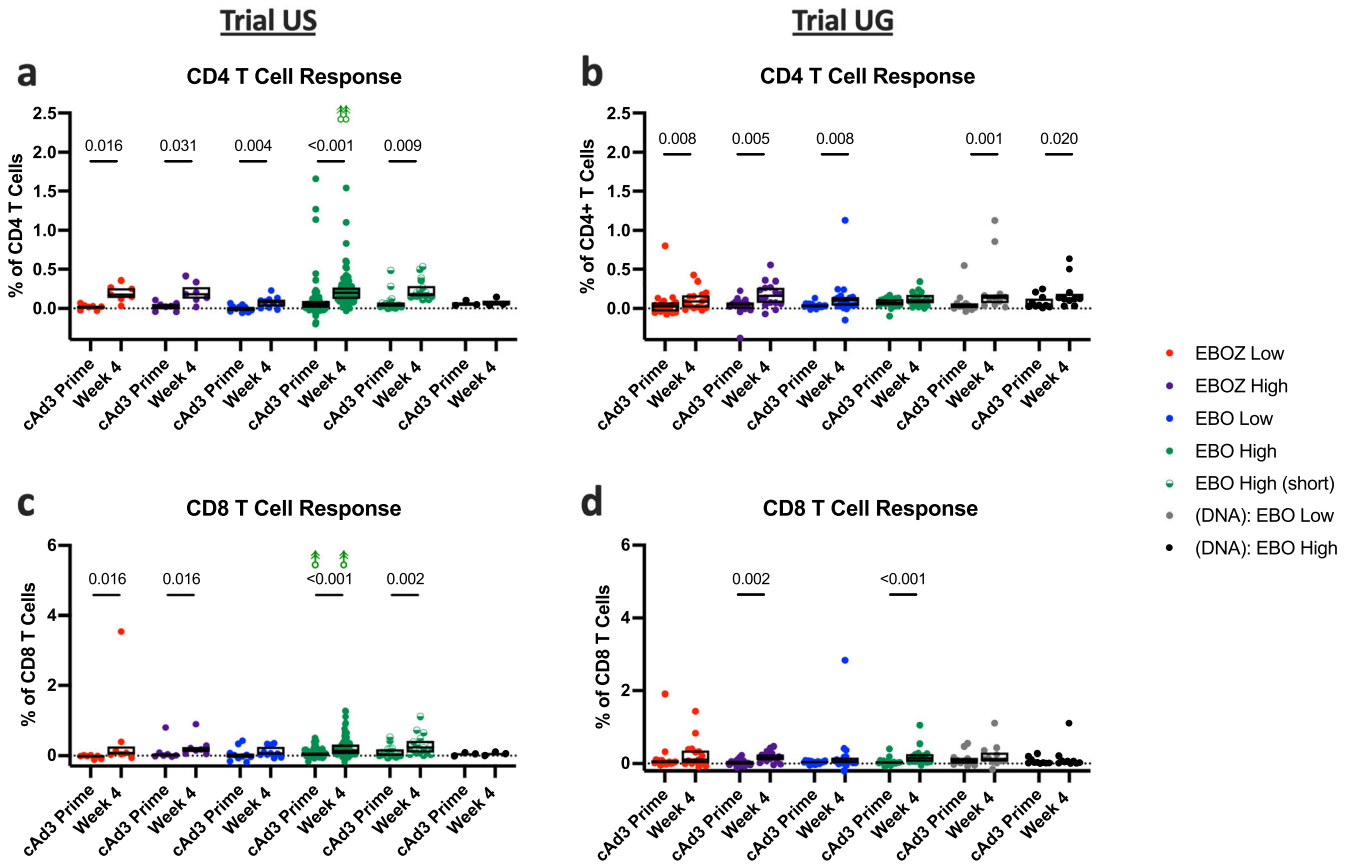 Trial US
Trial UG
a
CD4 T Cell Response
% of CD4 T Cells
2.5
2.0
1.5
1.0
0.5
0.0
0.016
0.031
0.004
<0.001
0.009
cAd3 Prime
Week 4
cAd3 Prime
Week 4
cAd3 Prime
Week 4
cAd3 Prime
Week 4
cAd3 Prime
Week 4
cAd3 Prime
Week 4
b
CD4 T Cell Response
% of CD4+ T Cells
2.5
2.0
1.5
1.0
0.5
0.0
0.008
0.005
0.008
0.001
0.020
cAd3 Prime
Week 4
cAd3 Prime
Week 4
cAd3 Prime
Week 4
cAd3 Prime
Week 4
cAd3 Prime
Week 4
cAd3 Prime
Week 4
EBOZ Low
EBOZ High
EBO Low
EBO High
EBO High (short)
(DNA): EBO Low
(DNA): EBO High
c
CD8 T Cell Response
% of CD8 T Cells
6
4
2
0
0.016
0.016
<0.001
0.002
cAd3 Prime
Week 4
cAd3 Prime
Week 4
cAd3 Prime
Week 4
cAd3 Prime
Week 4
cAd3 Prime
Week 4
cAd3 Prime
Week 4
d
CD8 T Cell Response
% of CD8 T Cells
6
4
2
0
0.002
<0.001
cAd3 Prime
Week 4
cAd3 Prime
Week 4
cAd3 Prime
Week 4
cAd3 Prime
Week 4
cAd3 Prime
Week 4
cAd3 Prime
Week 4